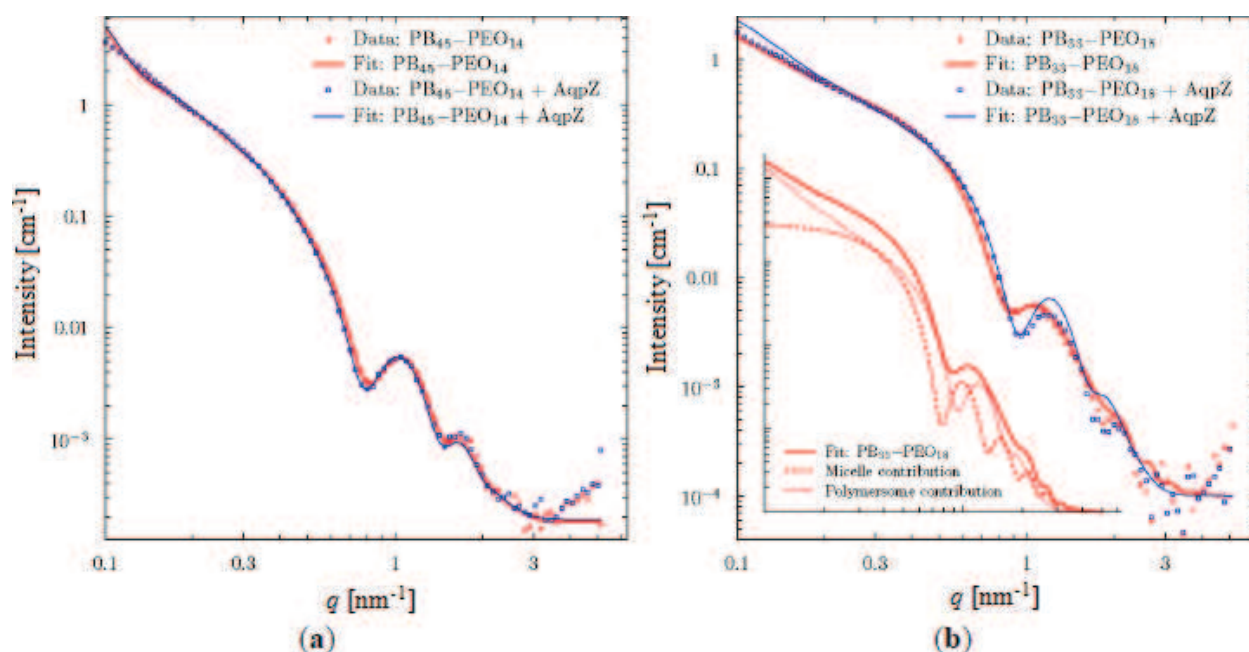 Data: PB₄₅−PEO₁₄
Fit: PB₄₅−PEO₁₄
Data: PB₄₅−PEO₁₄ + AqpZ
Fit: PB₄₅−PEO₁₄ + AqpZ
1
0.1
0.01
10⁻³
Intensity [cm⁻¹]
0.1 0.3 1 3
q [nm⁻¹]
(a)
Data: PB₃₃−PEO₁₈
Fit: PB₃₃−PEO₁₈
Data: PB₃₃−PEO₁₈ + AqpZ
Fit: PB₃₃−PEO₁₈ + AqpZ
1
0.1
0.01
10⁻³
10⁻⁴
Intensity [cm⁻¹]
Fit: PB₃₃−PEO₁₈
Micelle contribution
Polymersome contribution
0.1 0.3 1 3
q [nm⁻¹]
(b)